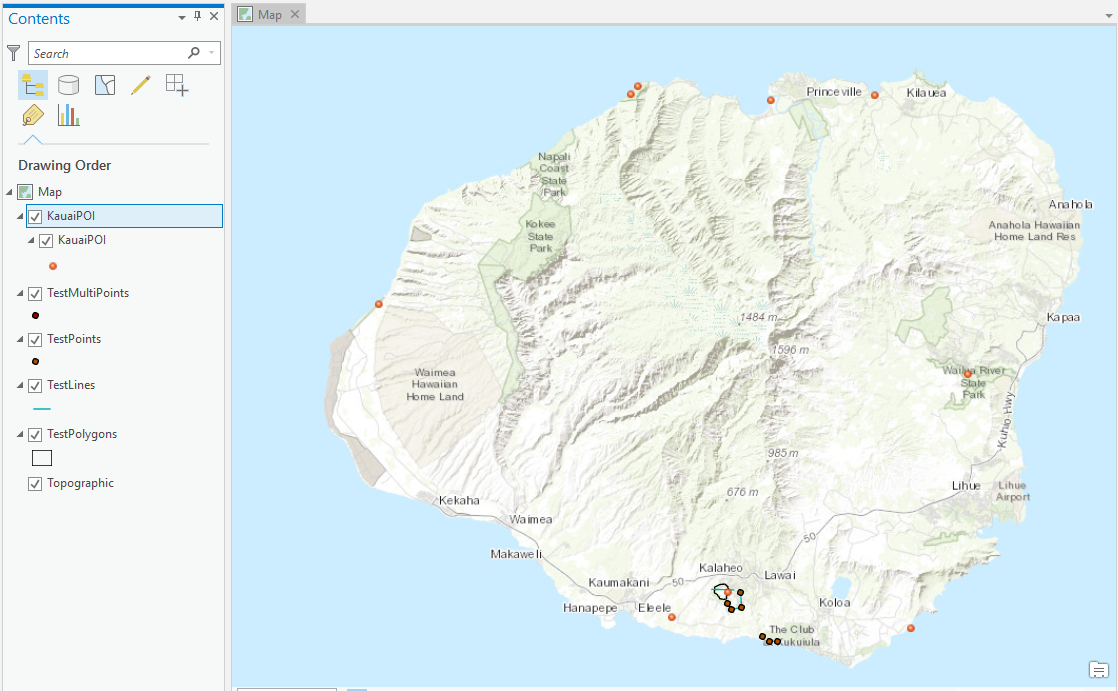 Contents
Search
Drawing Order
Map
KauaiPOI
KauaiPOI
TestMultiPoints
TestPoints
TestLines
TestPolygons
Topographic
Map
Princeville
Kilauea
Napali
Coast
State
Park
Kokee
State
Park
Anahola
Anahola Hawaiian
Home Land Res
Kapaa
1484 m
1596 m
Waimea
Hawaiian
Home Land
Wailua River
State
Park
Kuhio Hwy
985 m
676 m
Lihue
Lihue
Airport
Kekaha
Waimea
50
Makaweli
Kalaheo
Lawai
Kaumakani
50
Hanapepe
Eleele
Koloa
The Club
Kukuiula